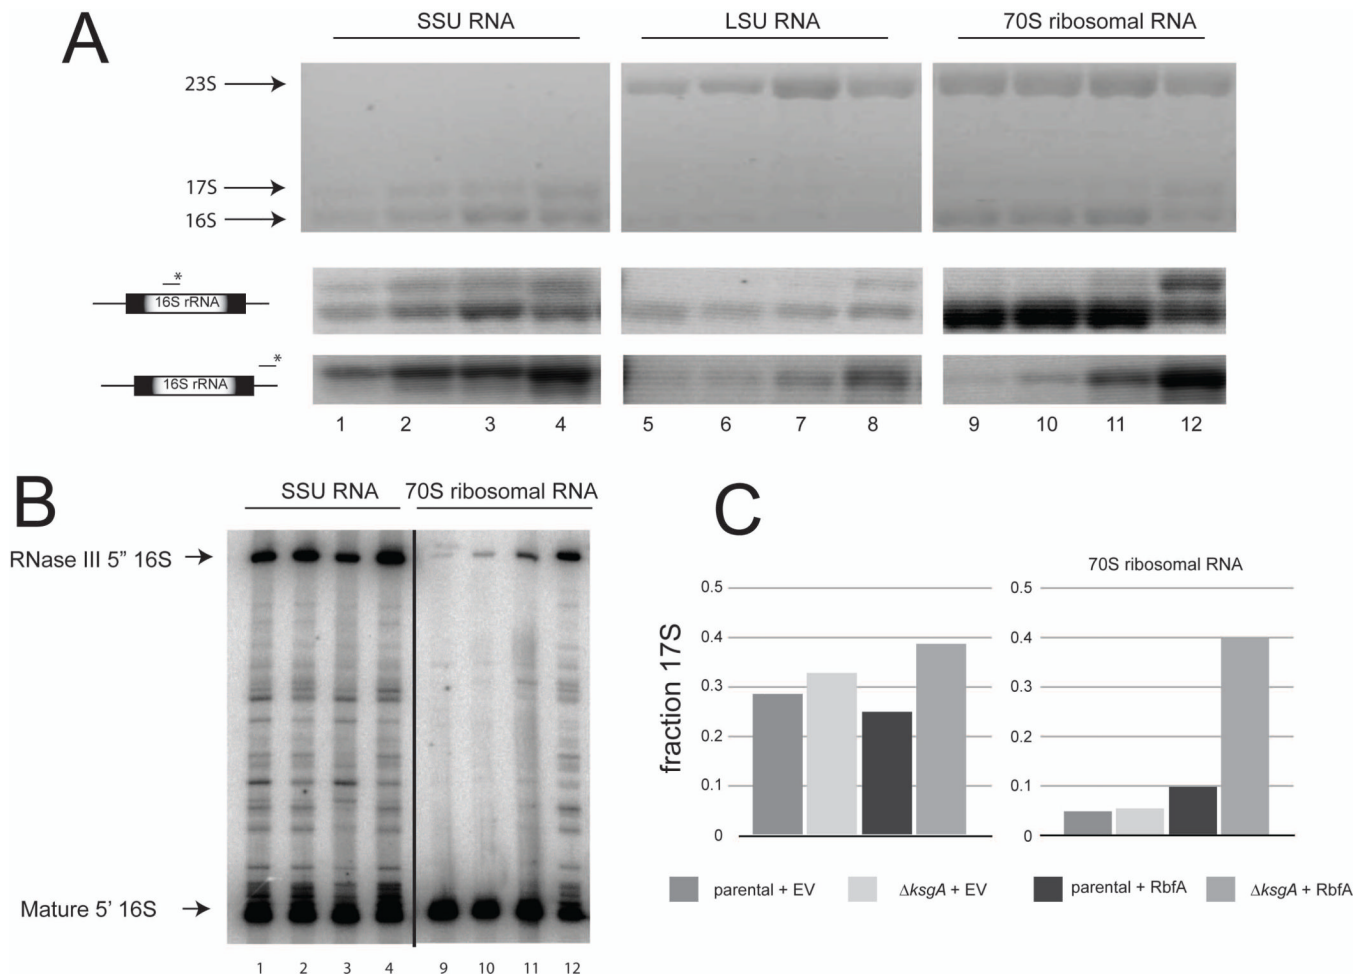 A
SSU RNA
LSU RNA
70S ribosomal RNA
23S
17S
16S
*
16S rRNA
*
16S rRNA
1 2 3 4 5 6 7 8 9 10 11 12
B
SSU RNA
70S ribosomal RNA
RNase III 5” 16S
Mature 5’ 16S
1 2 3 4 9 10 11 12
C
70S ribosomal RNA
fraction 17S
0.5
0.4
0.3
0.2
0.1
0
0.5
0.4
0.3
0.2
0.1
0
parental + EV
ΔksgA + EV
parental + RbfA
ΔksgA + RbfA